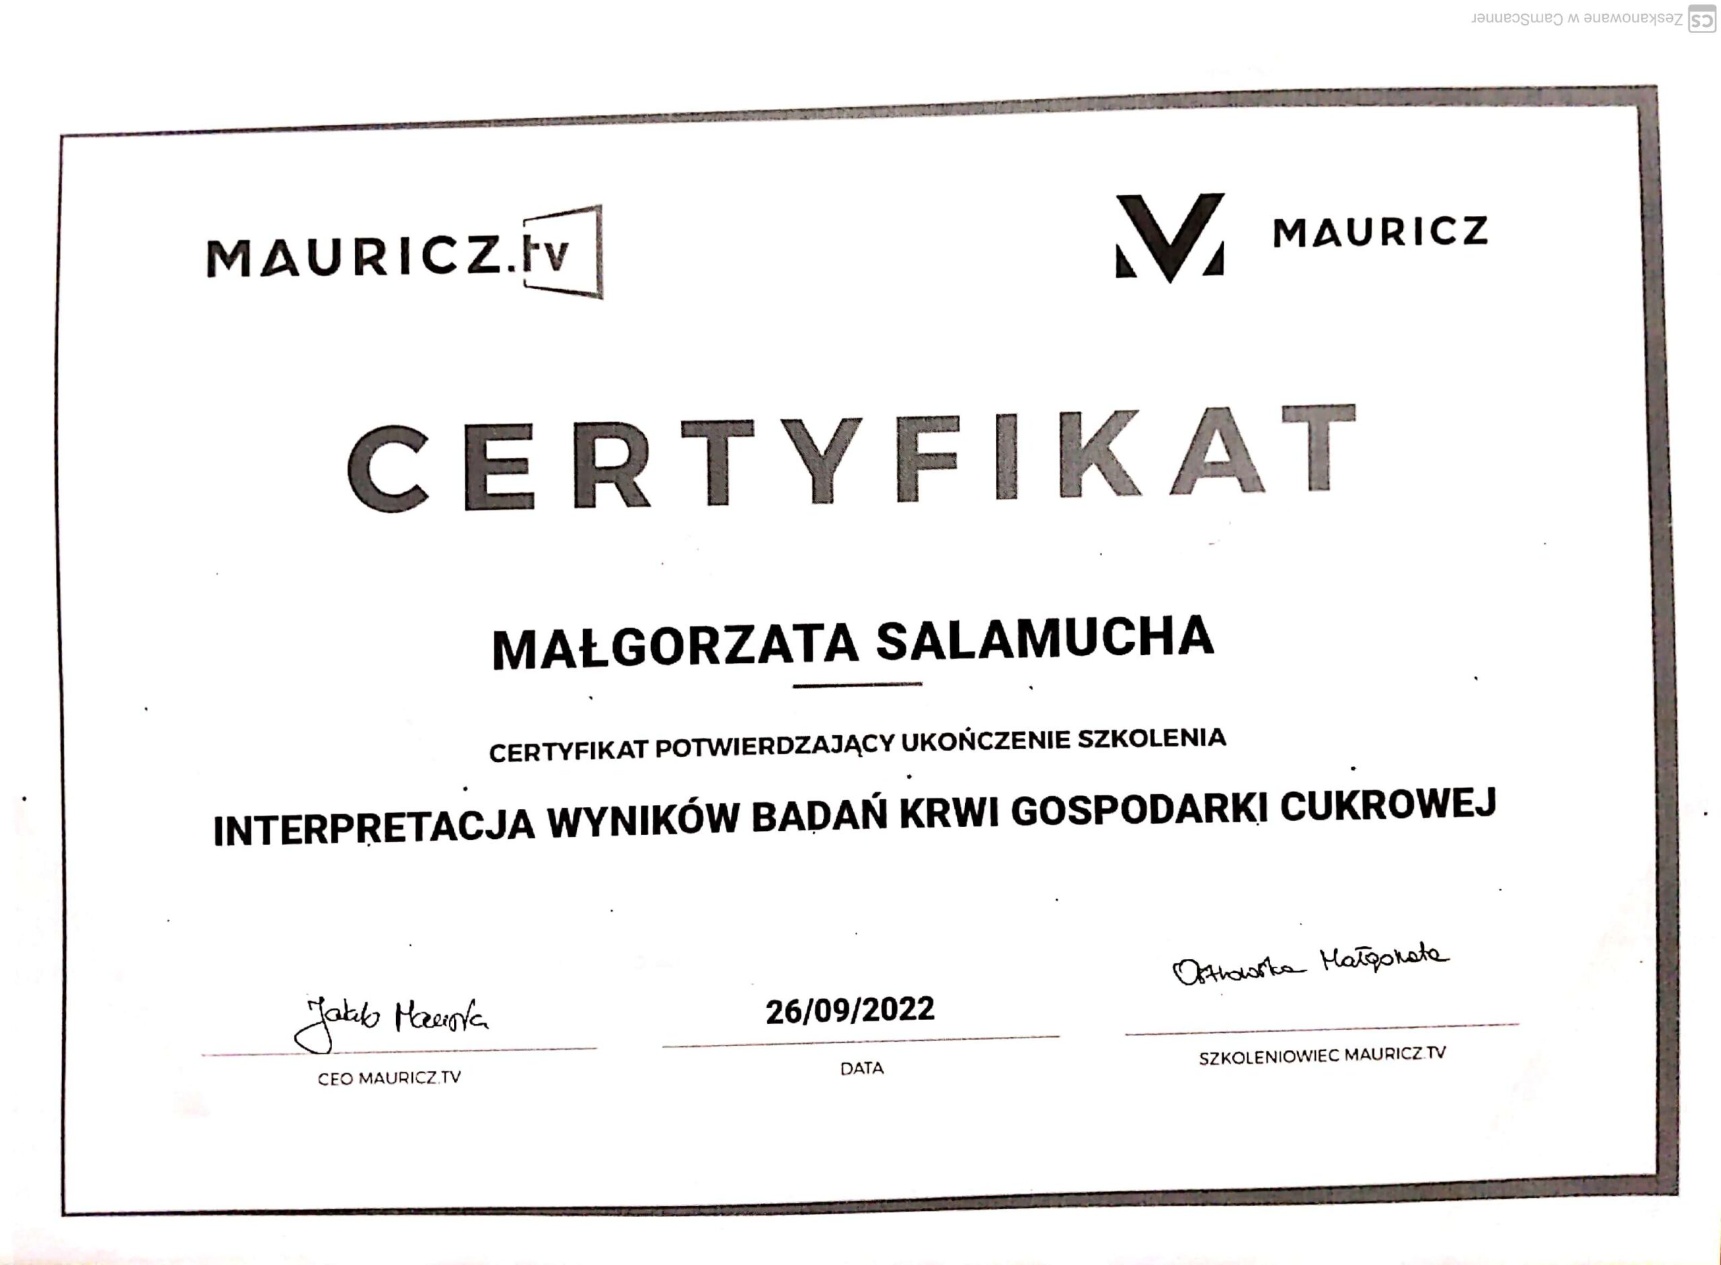 Zeskanowane w CamScanner
CS
MAURICZ.tv
MAURICZ
CERTYFIKAT
MAŁGORZATA SALAMUCHA
CERTYFIKAT POTWIERDZAJĄCY UKOŃCZENIE SZKOLENIA
INTERPRETACJA WYNIKÓW BADAŃ KRWI GOSPODARKI CUKROWEJ
Jakub
26/09/2022
Ostrowska Małgorzata
CEO MAURICZ.TV
DATA
SZKOLENIOWIEC MAURICZ.TV